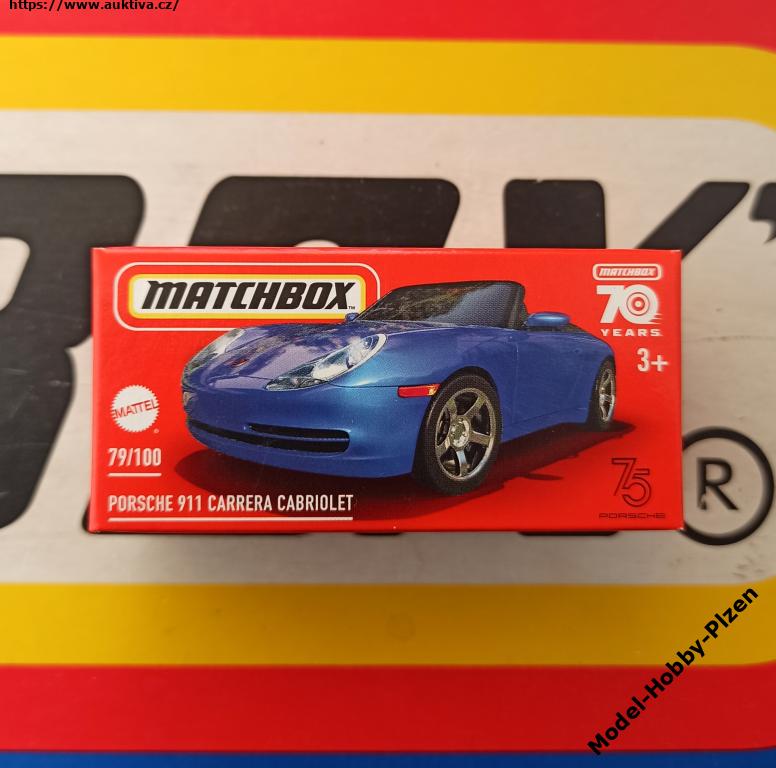 https://www.auktiva.cz/
MATCHBOX™
MATCHBOX
70
YEARS
3+
MATTEL
®
79/100
PORSCHE 911 CARRERA CABRIOLET
75
PORSCHE
R
Model-Hobby-Plzen